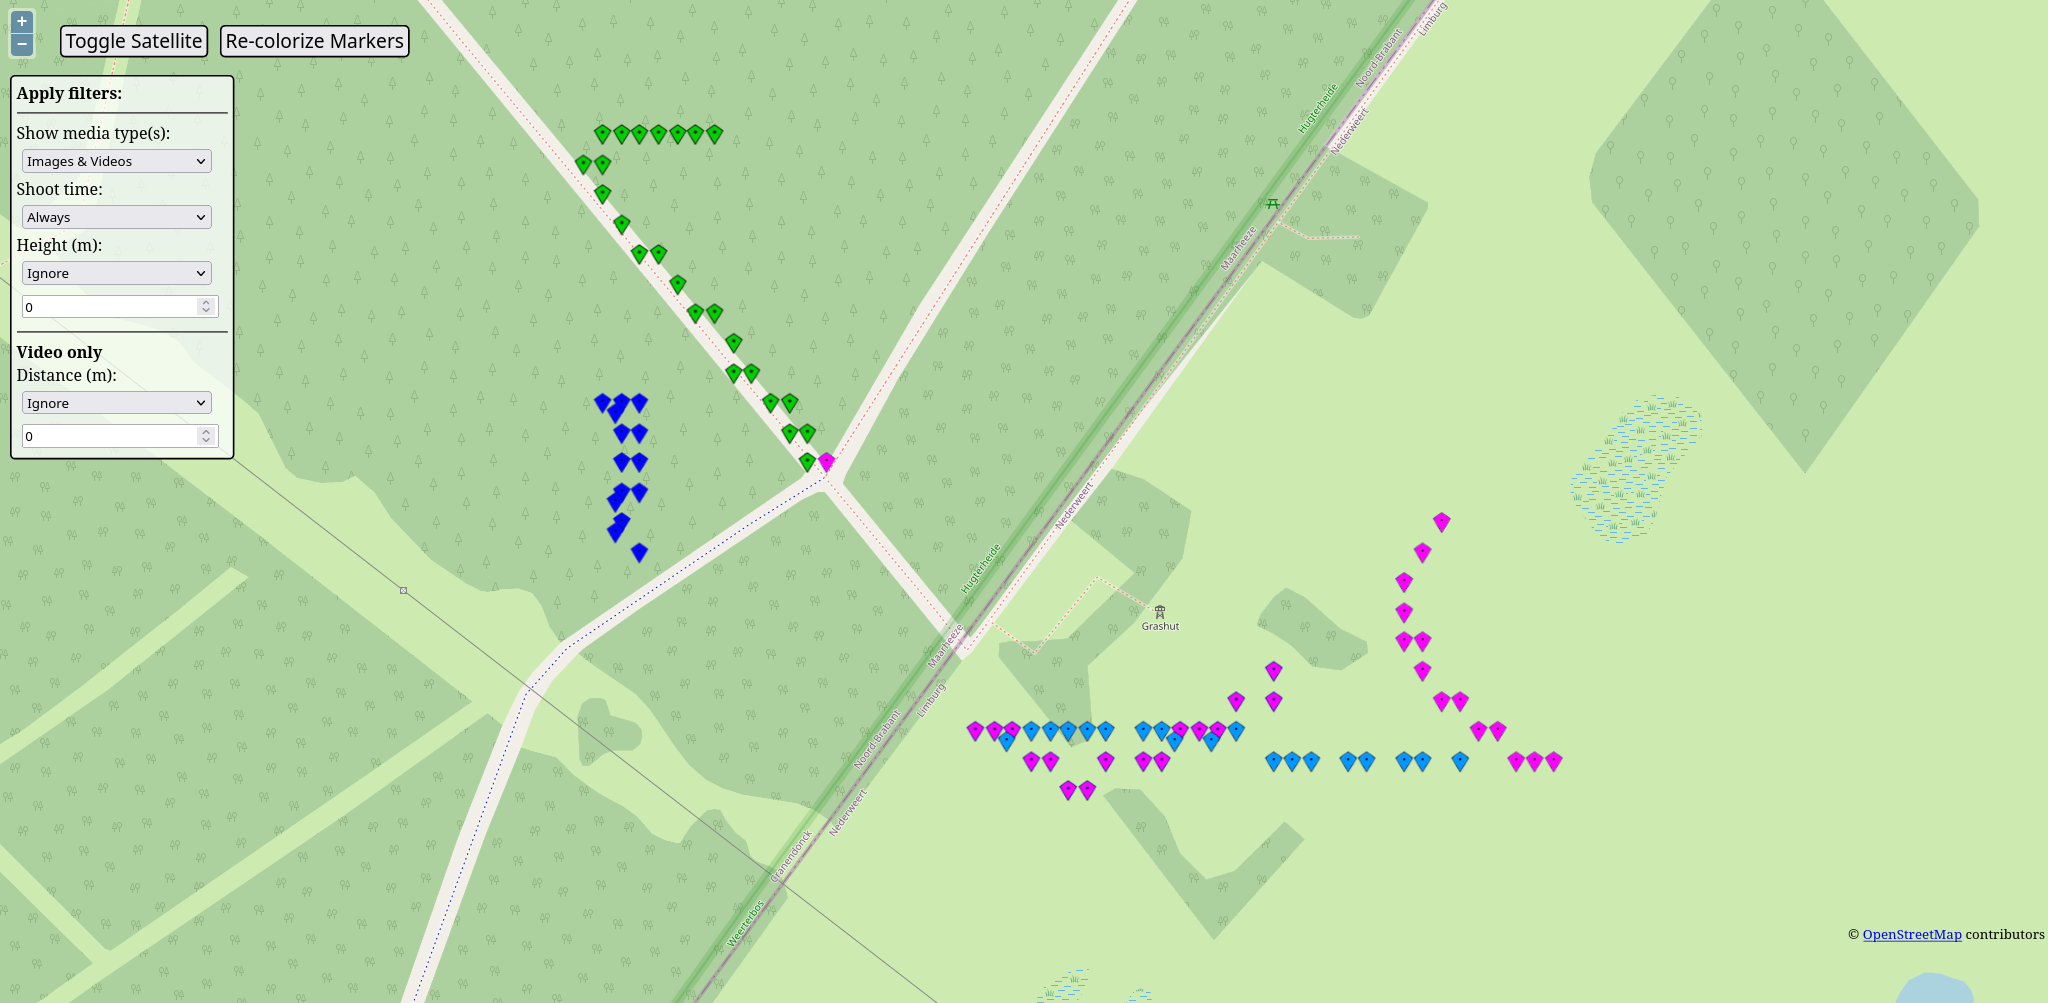 +
−
Toggle Satellite
Re-colorize Markers
Apply filters:
Show media type(s):
Images & Videos
Shoot time:
Always
Height (m):
Ignore
0
Video only
Distance (m):
Ignore
0
Limburg
Noord-Brabant
Hugterheide
Nederweert
Maarheeze
Nederweert
Hugterheide
Grashut
Maarheeze
Limburg
Noord-Brabant
Nederweert
Cranendonck
Weerterbos
© OpenStreetMap contributors